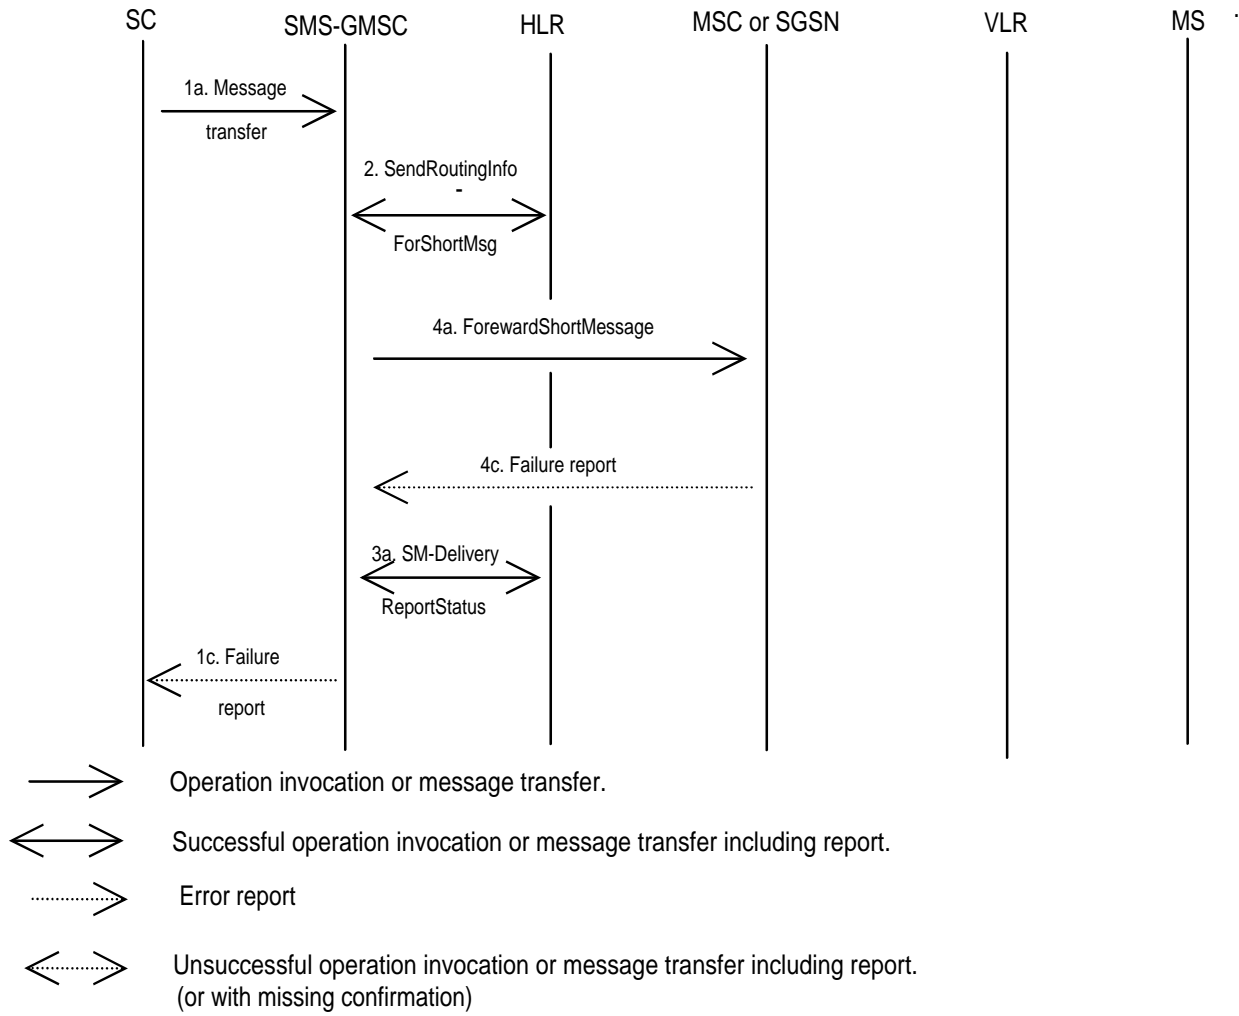 SC
SMS-GMSC
HLR
MSC or SGSN
VLR
MS
1a. Message
transfer
2. SendRoutingInfo
-
ForShortMsg
4a. ForewardShortMessage
4c. Failure report
3a. SM-Delivery
ReportStatus
1c. Failure
report
Operation invocation or message transfer.
Successful operation invocation or message transfer including report.
Error report
Unsuccessful operation invocation or message transfer including report.
(or with missing confirmation)